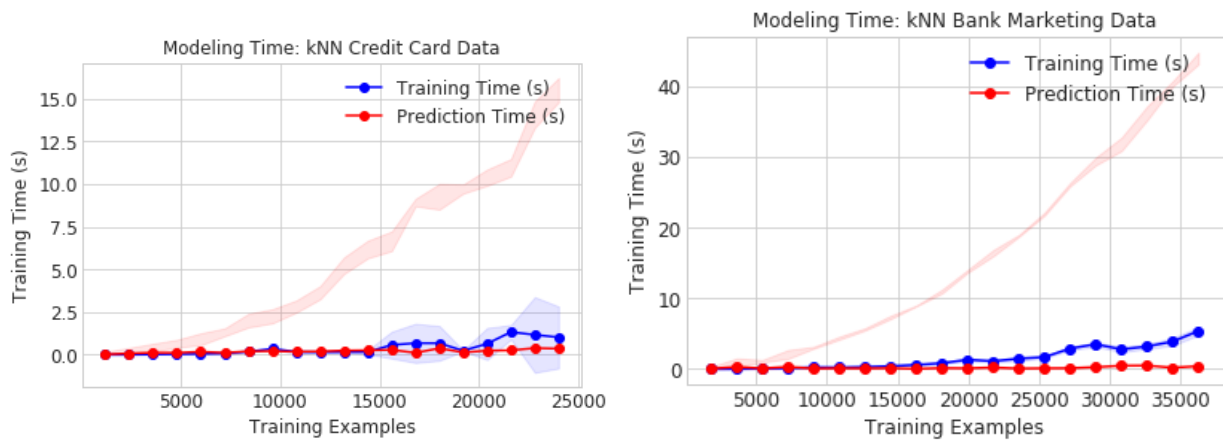 Modeling Time: kNN Credit Card Data
Training Time (s)
Prediction Time (s)
15.0
12.5
10.0
7.5
5.0
2.5
0.0
Training Time (s)
5000
10000
15000
20000
25000
Training Examples
Modeling Time: kNN Bank Marketing Data
Training Time (s)
Prediction Time (s)
40
30
20
10
0
Training Time (s)
5000
10000
15000
20000
25000
30000
35000
Training Examples